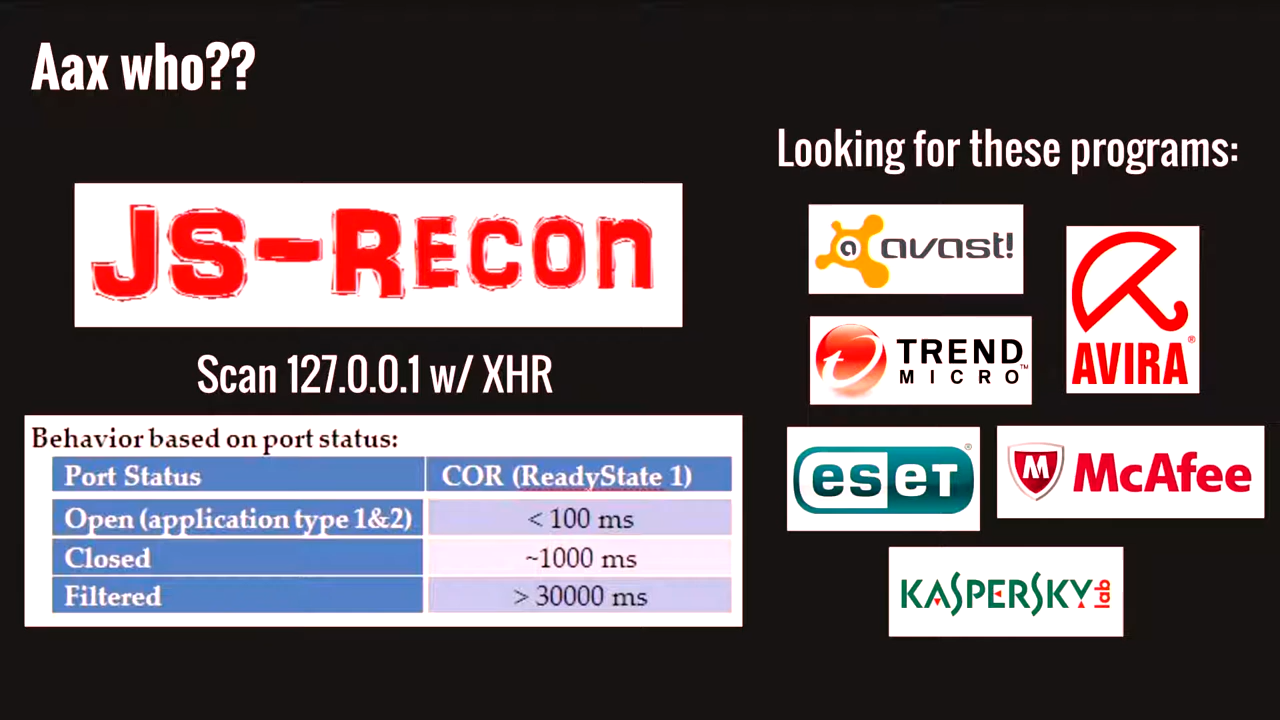 Aax who??
JS-RECON
Scan 127.0.0.1 w/ XHR
Behavior based on port status:
Port Status COR (ReadyState 1)
Open (application type 1&2) < 100 ms
Closed ~1000 ms
Filtered > 30000 ms
Looking for these programs:
a avast!
AVIRA®
t TREND
MICRO™
eseT®
M McAfee
KASPERSKY lab